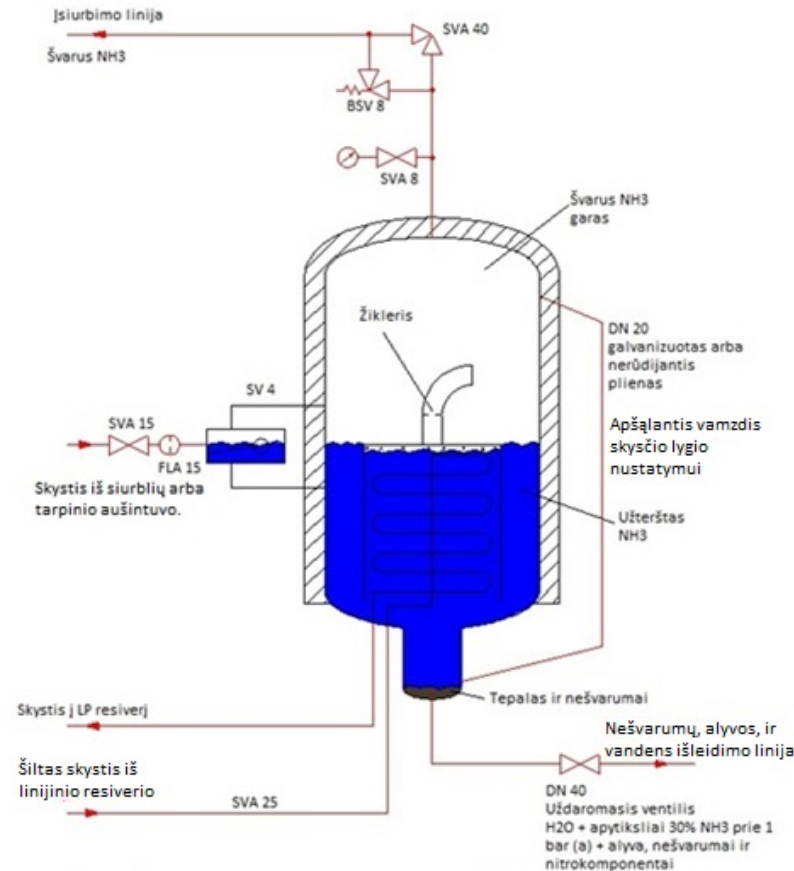 Įsiurbimo linija
SVA 40
Švarus NH3
BSV 8
SVA 8
Švarus NH3
garas
Žikleris
DN 20
galvanizuotas arba
nerūdijantis
plienas
SV 4
SVA 15
Apšąlantis vamzdis
skysčio lygio
nustatymui
FLA 15
Skystis iš siurblių arba
tarpinio aušintuvo.
Užterštas
NH3
Tepalas ir nešvarumai
Skystis į LP resiverį
Nešvarumų, alyvos, ir
vandens išleidimo linija
Šiltas skystis iš
linijinio resiverio
SVA 25
DN 40
Uždaromasis ventilis
H2O + apytiksliai 30% NH3 prie 1
bar (a) + alyva, nešvarumai ir
nitrokomponentai